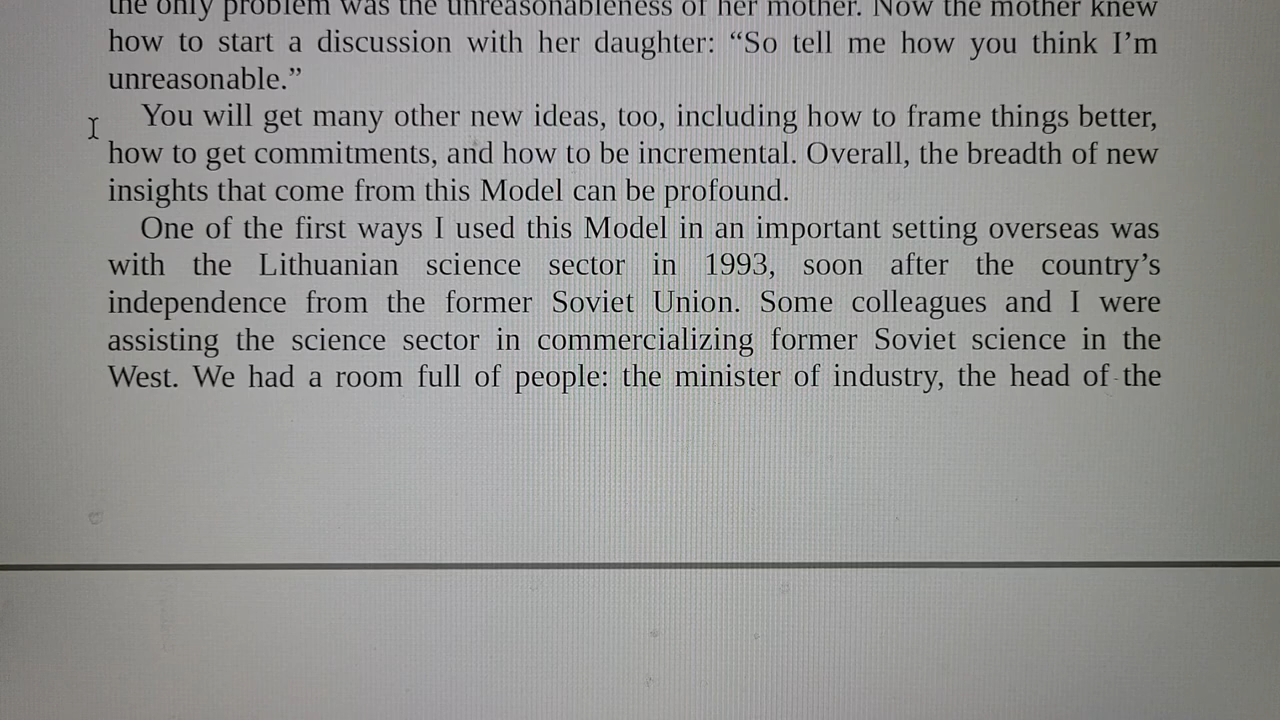 the only problem was the unreasonableness of her mother. Now the mother knew
how to start a discussion with her daughter: “So tell me how you think I’m
unreasonable.”
You will get many other new ideas, too, including how to frame things better,
how to get commitments, and how to be incremental. Overall, the breadth of new
insights that come from this Model can be profound.
One of the first ways I used this Model in an important setting overseas was
with the Lithuanian science sector in 1993, soon after the country’s
independence from the former Soviet Union. Some colleagues and I were
assisting the science sector in commercializing former Soviet science in the
West. We had a room full of people: the minister of industry, the head of the